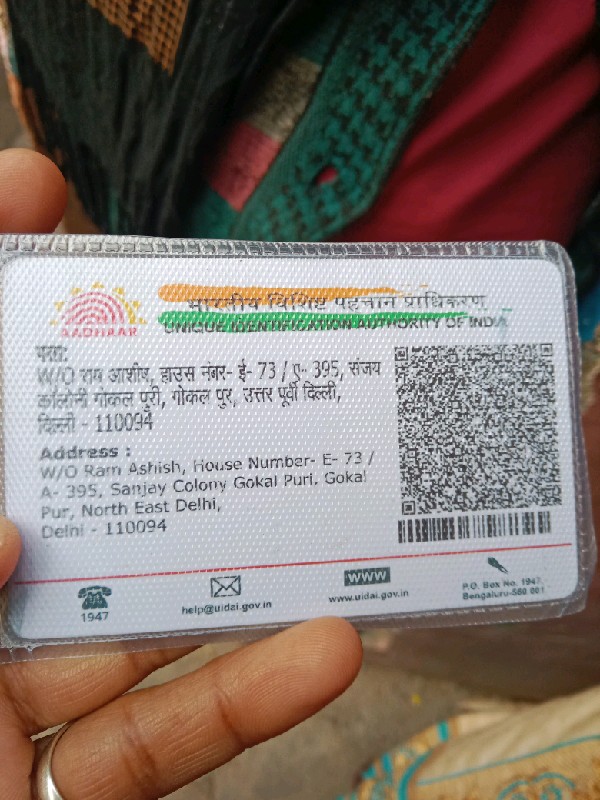 भारतीय विशिष्ट पहचान प्राधिकरण
AADHAAR
UNIQUE IDENTIFICATION AUTHORITY OF INDIA
पता:
W/O राम आशीष, हाउस नंबर- ई- 73 / ए- 395, संजय
कॉलोनी गोकल पुरी, गोकल पुर, उत्तर पूर्वी दिल्ली,
दिल्ली - 110094
Address :
W/O Ram Ashish, House Number- E- 73 /
A- 395, Sanjay Colony Gokal Puri, Gokal
Pur, North East Delhi,
Delhi - 110094
1947
help@uidai.gov.in
WWW
www.uidai.gov.in
P.O. Box No. 1947,
Bengaluru-560 001